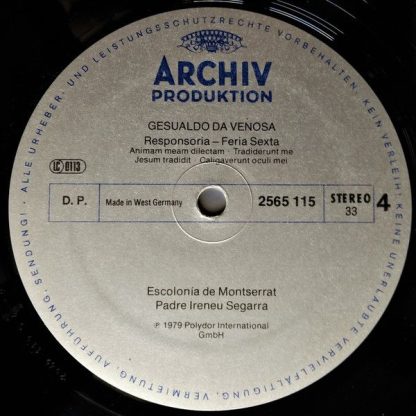 ALLE URHEBER- UND LEISTUNGSSCHUTZRECHTE VORBEHALTEN. KEIN VERLEIH! KEINE UNERLAUBTE VERVIELFÄLTIGUNG, VERMIETUNG, AUFFÜHRUNG, SENDUNG!
ARCHIV
PRODUKTION
GESUALDO DA VENOSA
Responsoria – Feria Sexta
Animam meam dilectam · Tradiderunt me
Jesum tradidit · Caligaverunt oculi mei
LC 0113
D. P. Made in West Germany 2565 115 STEREO 33 4
Escolonía de Montserrat
Padre Ireneu Segarra
℗ 1979 Polydor International
GmbH